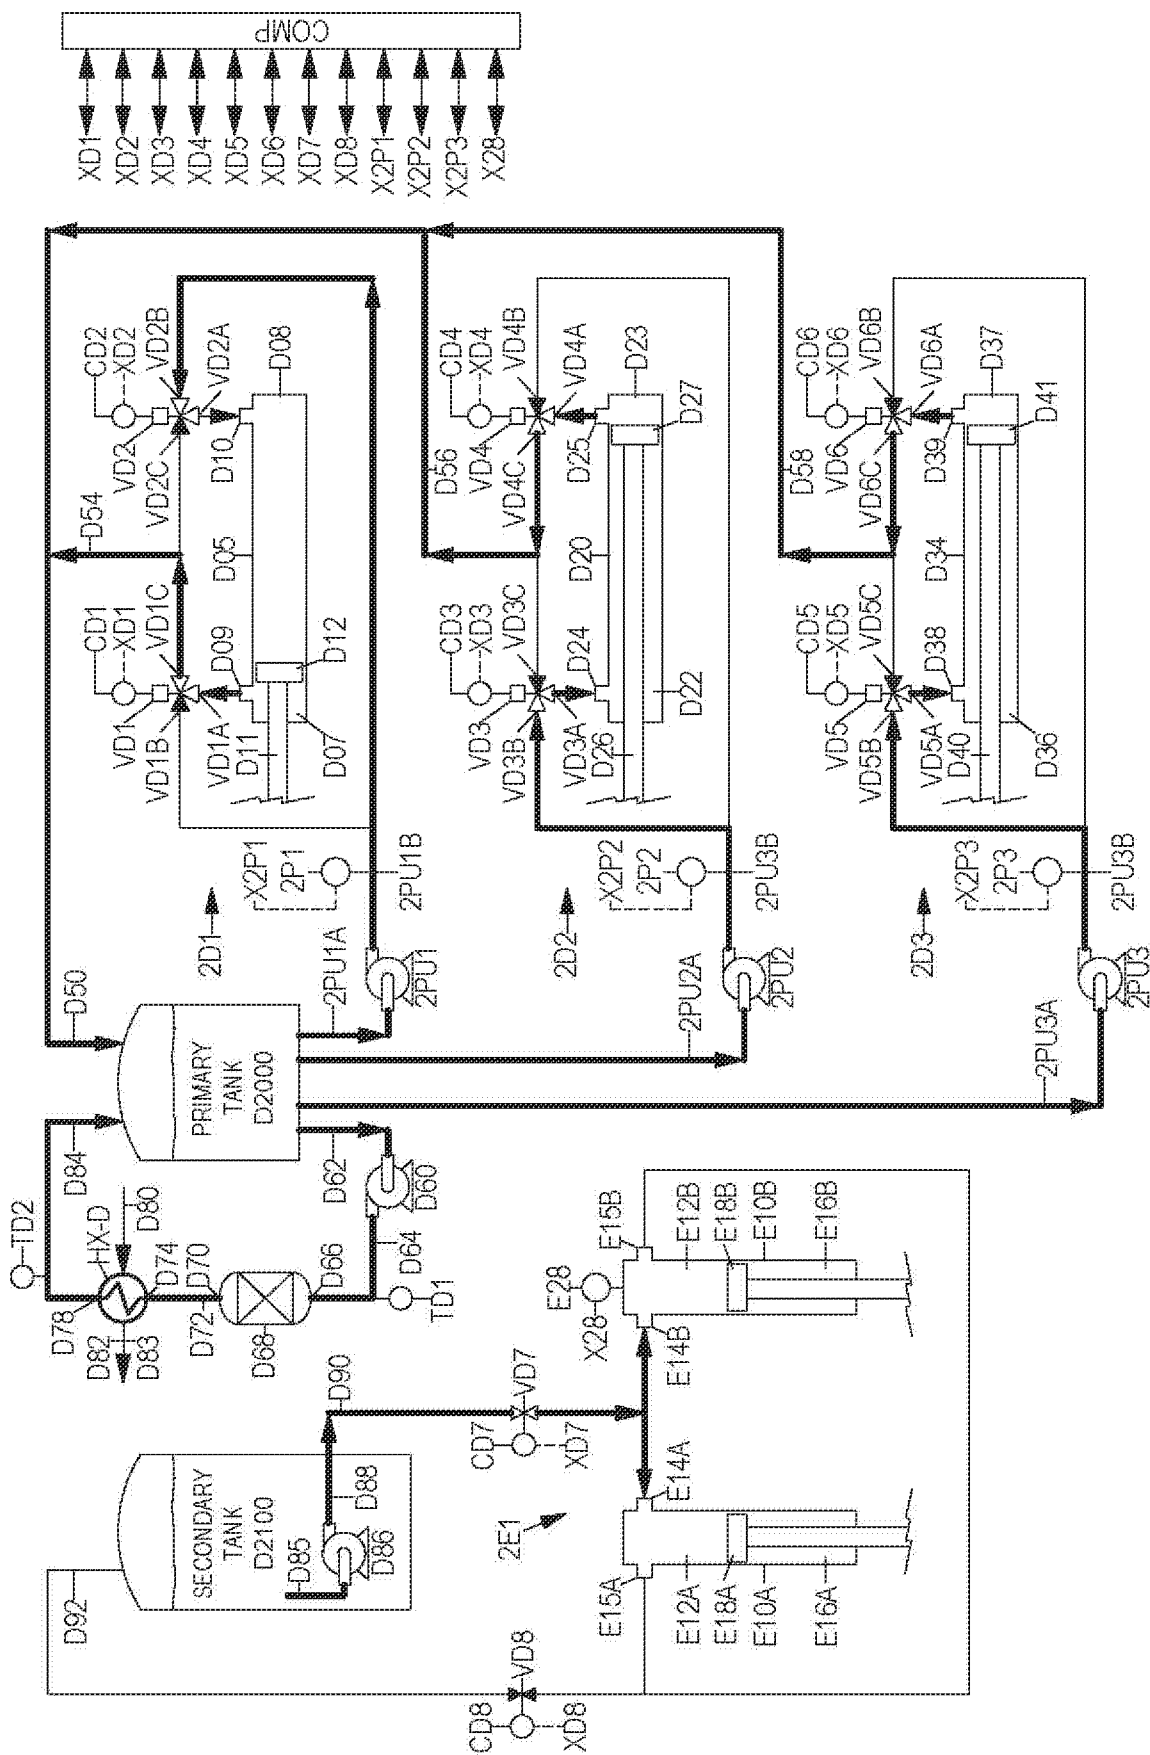 COMP
XD1
XD2
XD3
XD4
XD5
XD6
XD7
XD8
X2P1
X2P2
X2P3
X28
D54
CD1
XD1
VD1C
VD1
VD1B
VD1A
D11
D09
D12
D07
D05
CD2
XD2
VD2B
VD2
VD2C
VD2A
D10
D08
X2P1
2P1
2PU1B
2D1
2PU1A
2PU1
D56
CD3
XD3
VD3C
VD3
VD3B
VD3A
D26
D24
D22
D20
CD4
XD4
VD4B
VD4
VD4C
VD4A
D25
D23
D27
X2P2
2P2
2PU3B
2D2
2PU2A
2PU2
D58
CD5
XD5
VD5C
VD5
VD5B
VD5A
D40
D38
D36
D34
CD6
XD6
VD6B
VD6
VD6C
VD6A
D39
D37
D41
X2P3
2P3
2PU3B
2D3
2PU3A
2PU3
D50
PRIMARY
TANK
D2000
D84
D62
D60
D64
TD2
HX-D
D80
D78
D82
D83
D74
D70
D72
D68
D66
TD1
SECONDARY
TANK
D2100
D92
D85
D86
D88
D90
CD7
VD7
XD7
CD8
VD8
XD8
2E1
E15A
E14A
E12A
E18A
E10A
E16A
E28
X28
E15B
E14B
E12B
E18B
E10B
E16B